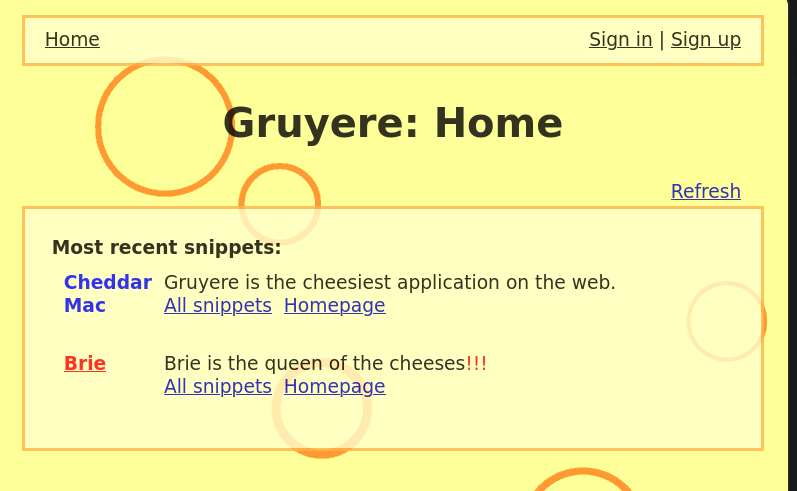 Home Sign in | Sign up
Gruyere: Home
Refresh
Most recent snippets:
Cheddar Mac Gruyere is the cheesiest application on the web.
All snippets Homepage
Brie Brie is the queen of the cheeses!!!
All snippets Homepage